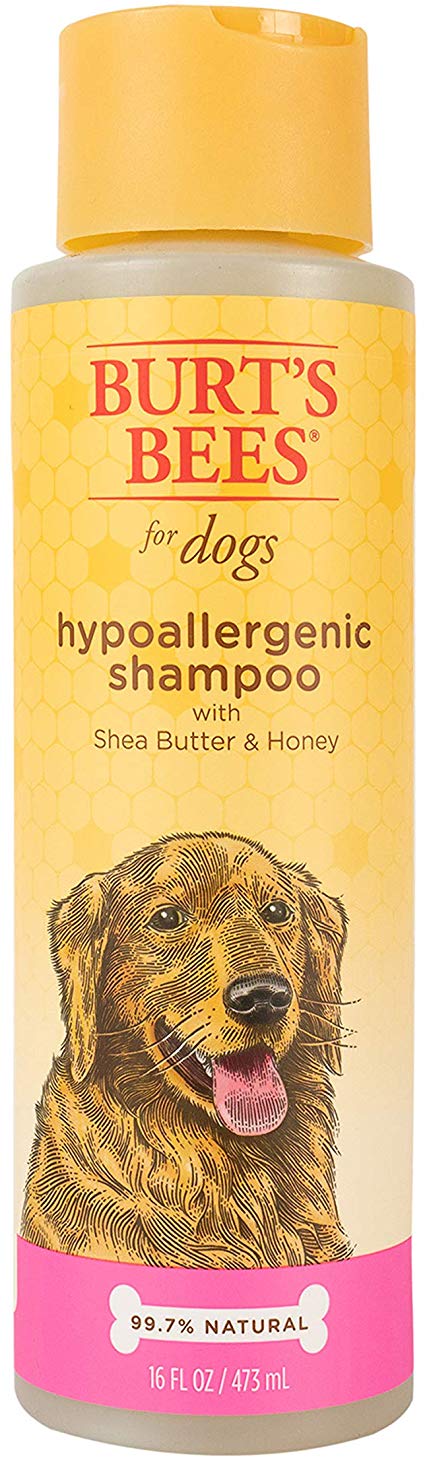 BURT'S
BEES®
for dogs
hypoallergenic
shampoo
with
Shea Butter & Honey
99.7% NATURAL
16 FL OZ / 473 mL